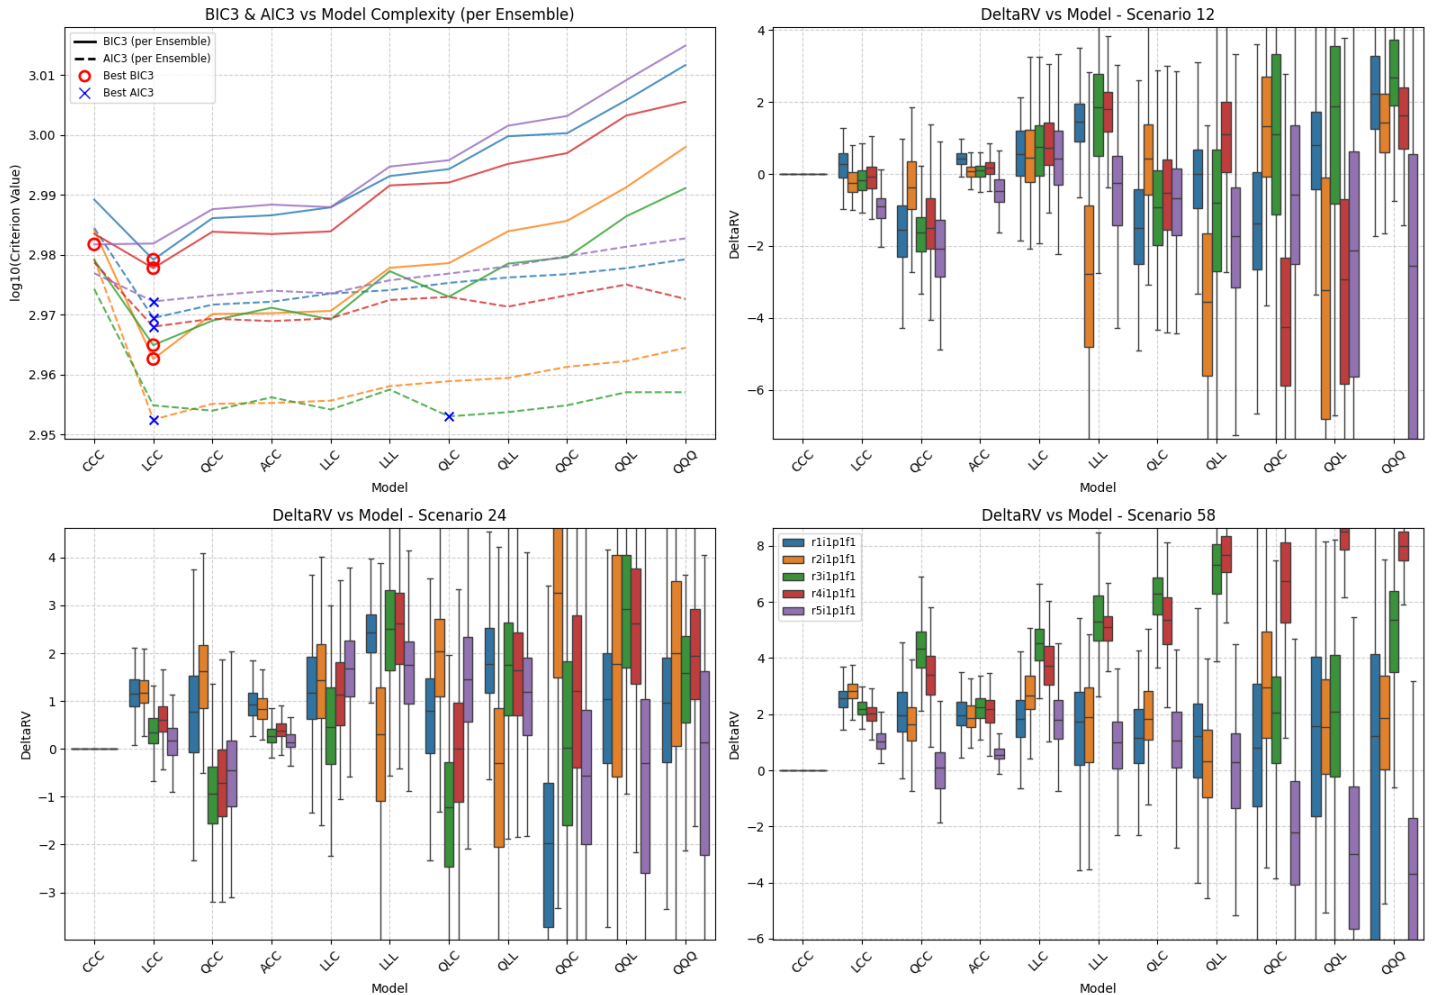 BIC3 & AIC3 vs Model Complexity (per Ensemble)
BIC3 (per Ensemble)
AIC3 (per Ensemble)
Best BIC3
Best AIC3
log10(Criterion Value)
3.01
3.00
2.99
2.98
2.97
2.96
2.95
CCC
LCC
QCC
ACC
LLC
LLL
QLC
QLL
QQC
QQL
QQQ
Model
DeltaRV vs Model - Scenario 12
DeltaRV
4
2
0
−2
−4
−6
CCC
LCC
QCC
ACC
LLC
LLL
QLC
QLL
QQC
QQL
QQQ
Model
DeltaRV vs Model - Scenario 24
DeltaRV
4
3
2
1
0
−1
−2
−3
CCC
LCC
QCC
ACC
LLC
LLL
QLC
QLL
QQC
QQL
QQQ
Model
DeltaRV vs Model - Scenario 58
r1i1p1f1
r2i1p1f1
r3i1p1f1
r4i1p1f1
r5i1p1f1
DeltaRV
8
6
4
2
0
−2
−4
−6
CCC
LCC
QCC
ACC
LLC
LLL
QLC
QLL
QQC
QQL
QQQ
Model